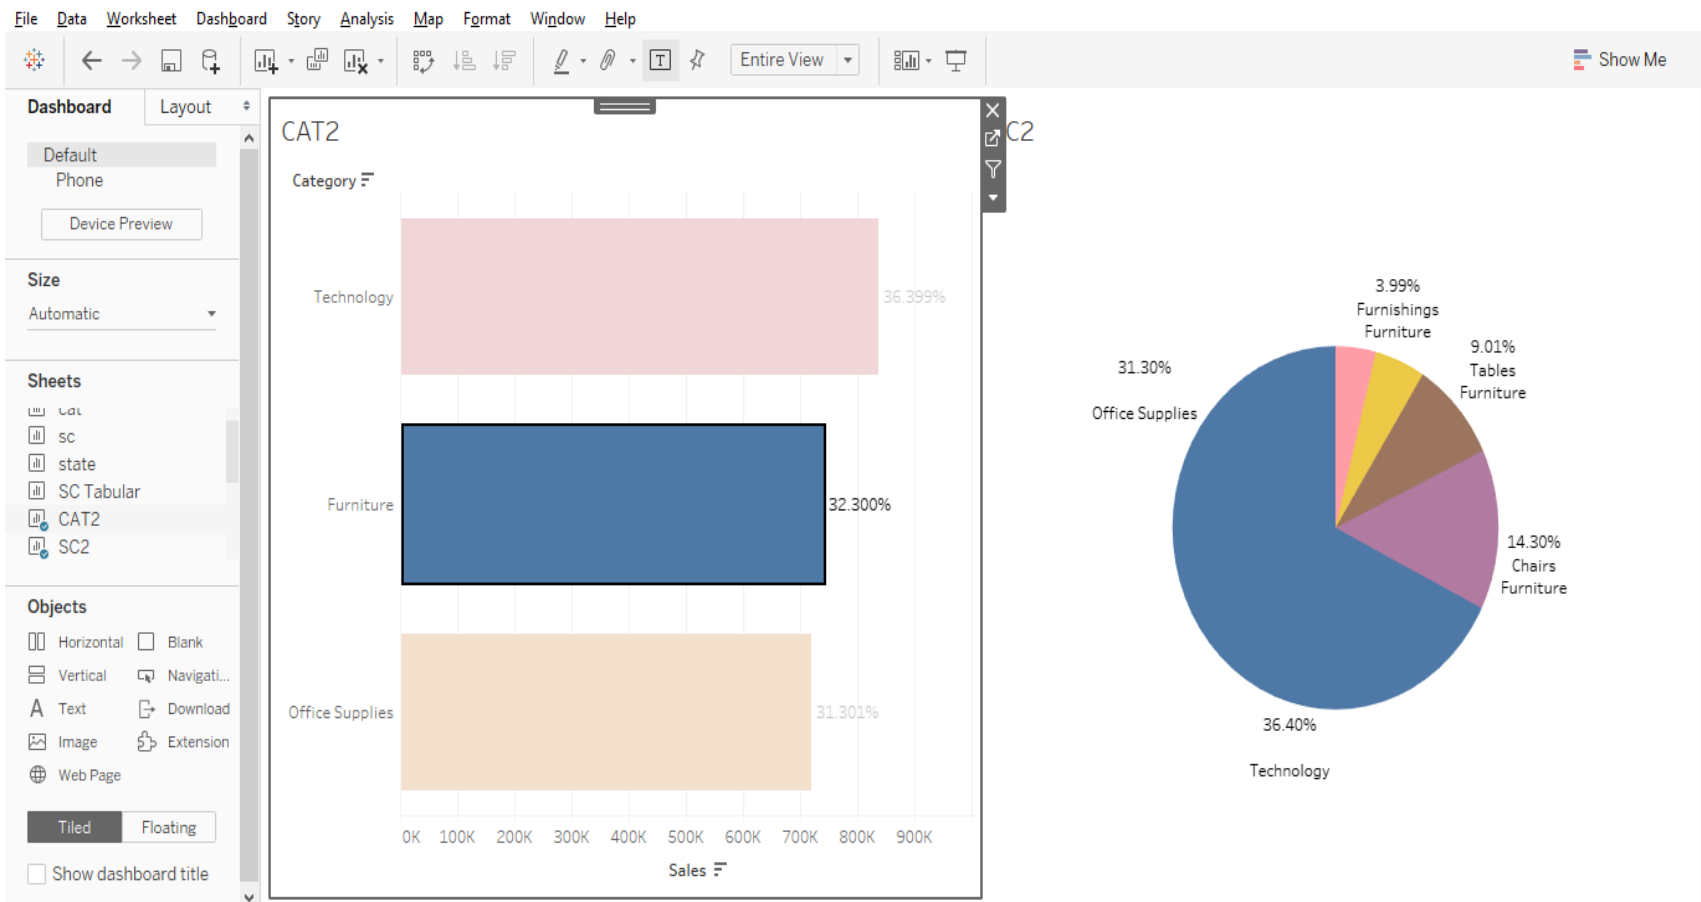 File Data Worksheet Dashboard Story Analysis Map Format Window Help
Entire View
Show Me
Dashboard Layout
Default
Phone
Device Preview
Size
Automatic
Sheets
cat
sc
state
SC Tabular
CAT2
SC2
Objects
Horizontal Blank
Vertical Navigati...
A Text Download
Image Extension
Web Page
Tiled Floating
Show dashboard title
CAT2
Category
Technology 36.399%
Furniture 32.300%
Office Supplies 31.301%
0K 100K 200K 300K 400K 500K 600K 700K 800K 900K
Sales
C2
3.99%
Furnishings
Furniture
9.01%
Tables
Furniture
31.30%
Office Supplies
14.30%
Chairs
Furniture
36.40%
Technology